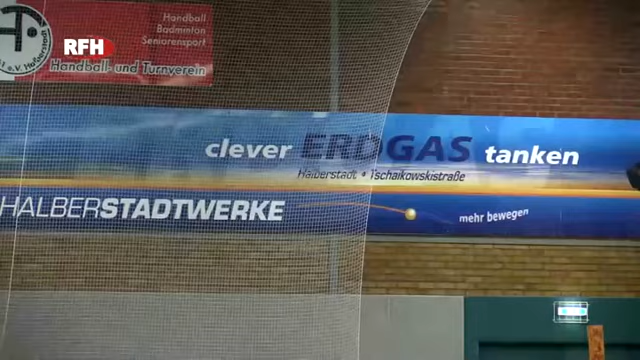 Handball
Badminton
Seniorensport
RFH
Handball- und Turnverein
clever ERDGAS tanken
Halberstadt • Tschaikowskistraße
HALBERSTADTWERKE
mehr bewegen